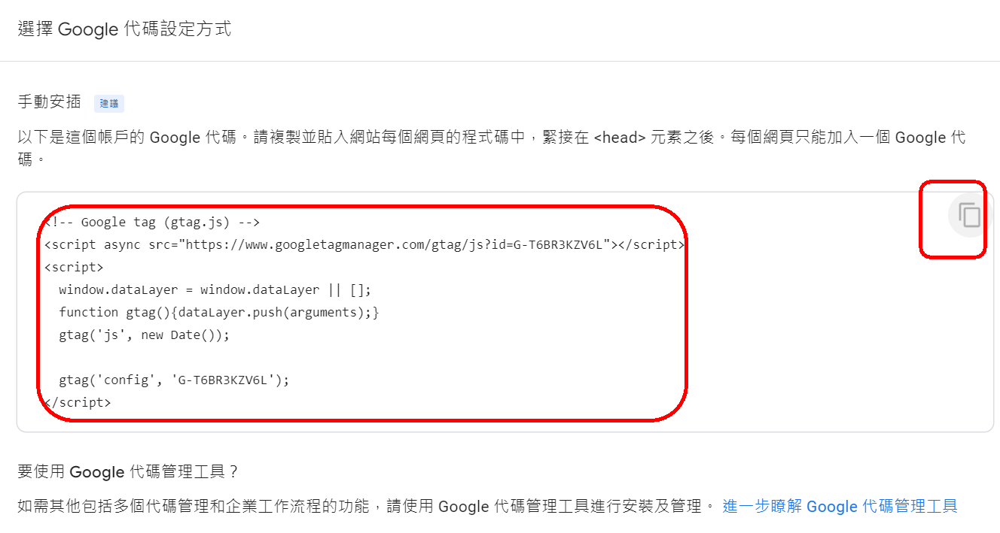 選擇 Google 代碼設定方式
手動安插 建議
以下是這個帳戶的 Google 代碼。請複製並貼入網站每個網頁的程式碼中，緊接在 <head> 元素之後。每個網頁只能加入一個 Google 代
碼。
<!-- Google tag (gtag.js) -->
<script async src="https://www.googletagmanager.com/gtag/js?id=G-T6BR3KZV6L"></script>
<script>
  window.dataLayer = window.dataLayer || [];
  function gtag(){dataLayer.push(arguments);}
  gtag('js', new Date());

  gtag('config', 'G-T6BR3KZV6L');
</script>
要使用 Google 代碼管理工具？
如需其他包括多個代碼管理和企業工作流程的功能，請使用 Google 代碼管理工具進行安裝及管理。 進一步瞭解 Google 代碼管理工具